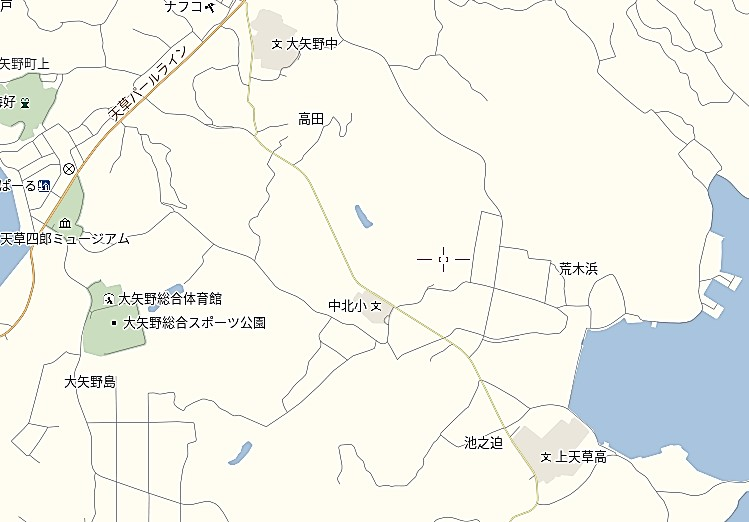 戸
ナフコ
大矢野中
矢野町上
好
天草パールライン
高田
ぱーる
天草四郎ミュージアム
荒木浜
大矢野総合体育館
中北小
大矢野総合スポーツ公園
大矢野島
池之迫
上天草高